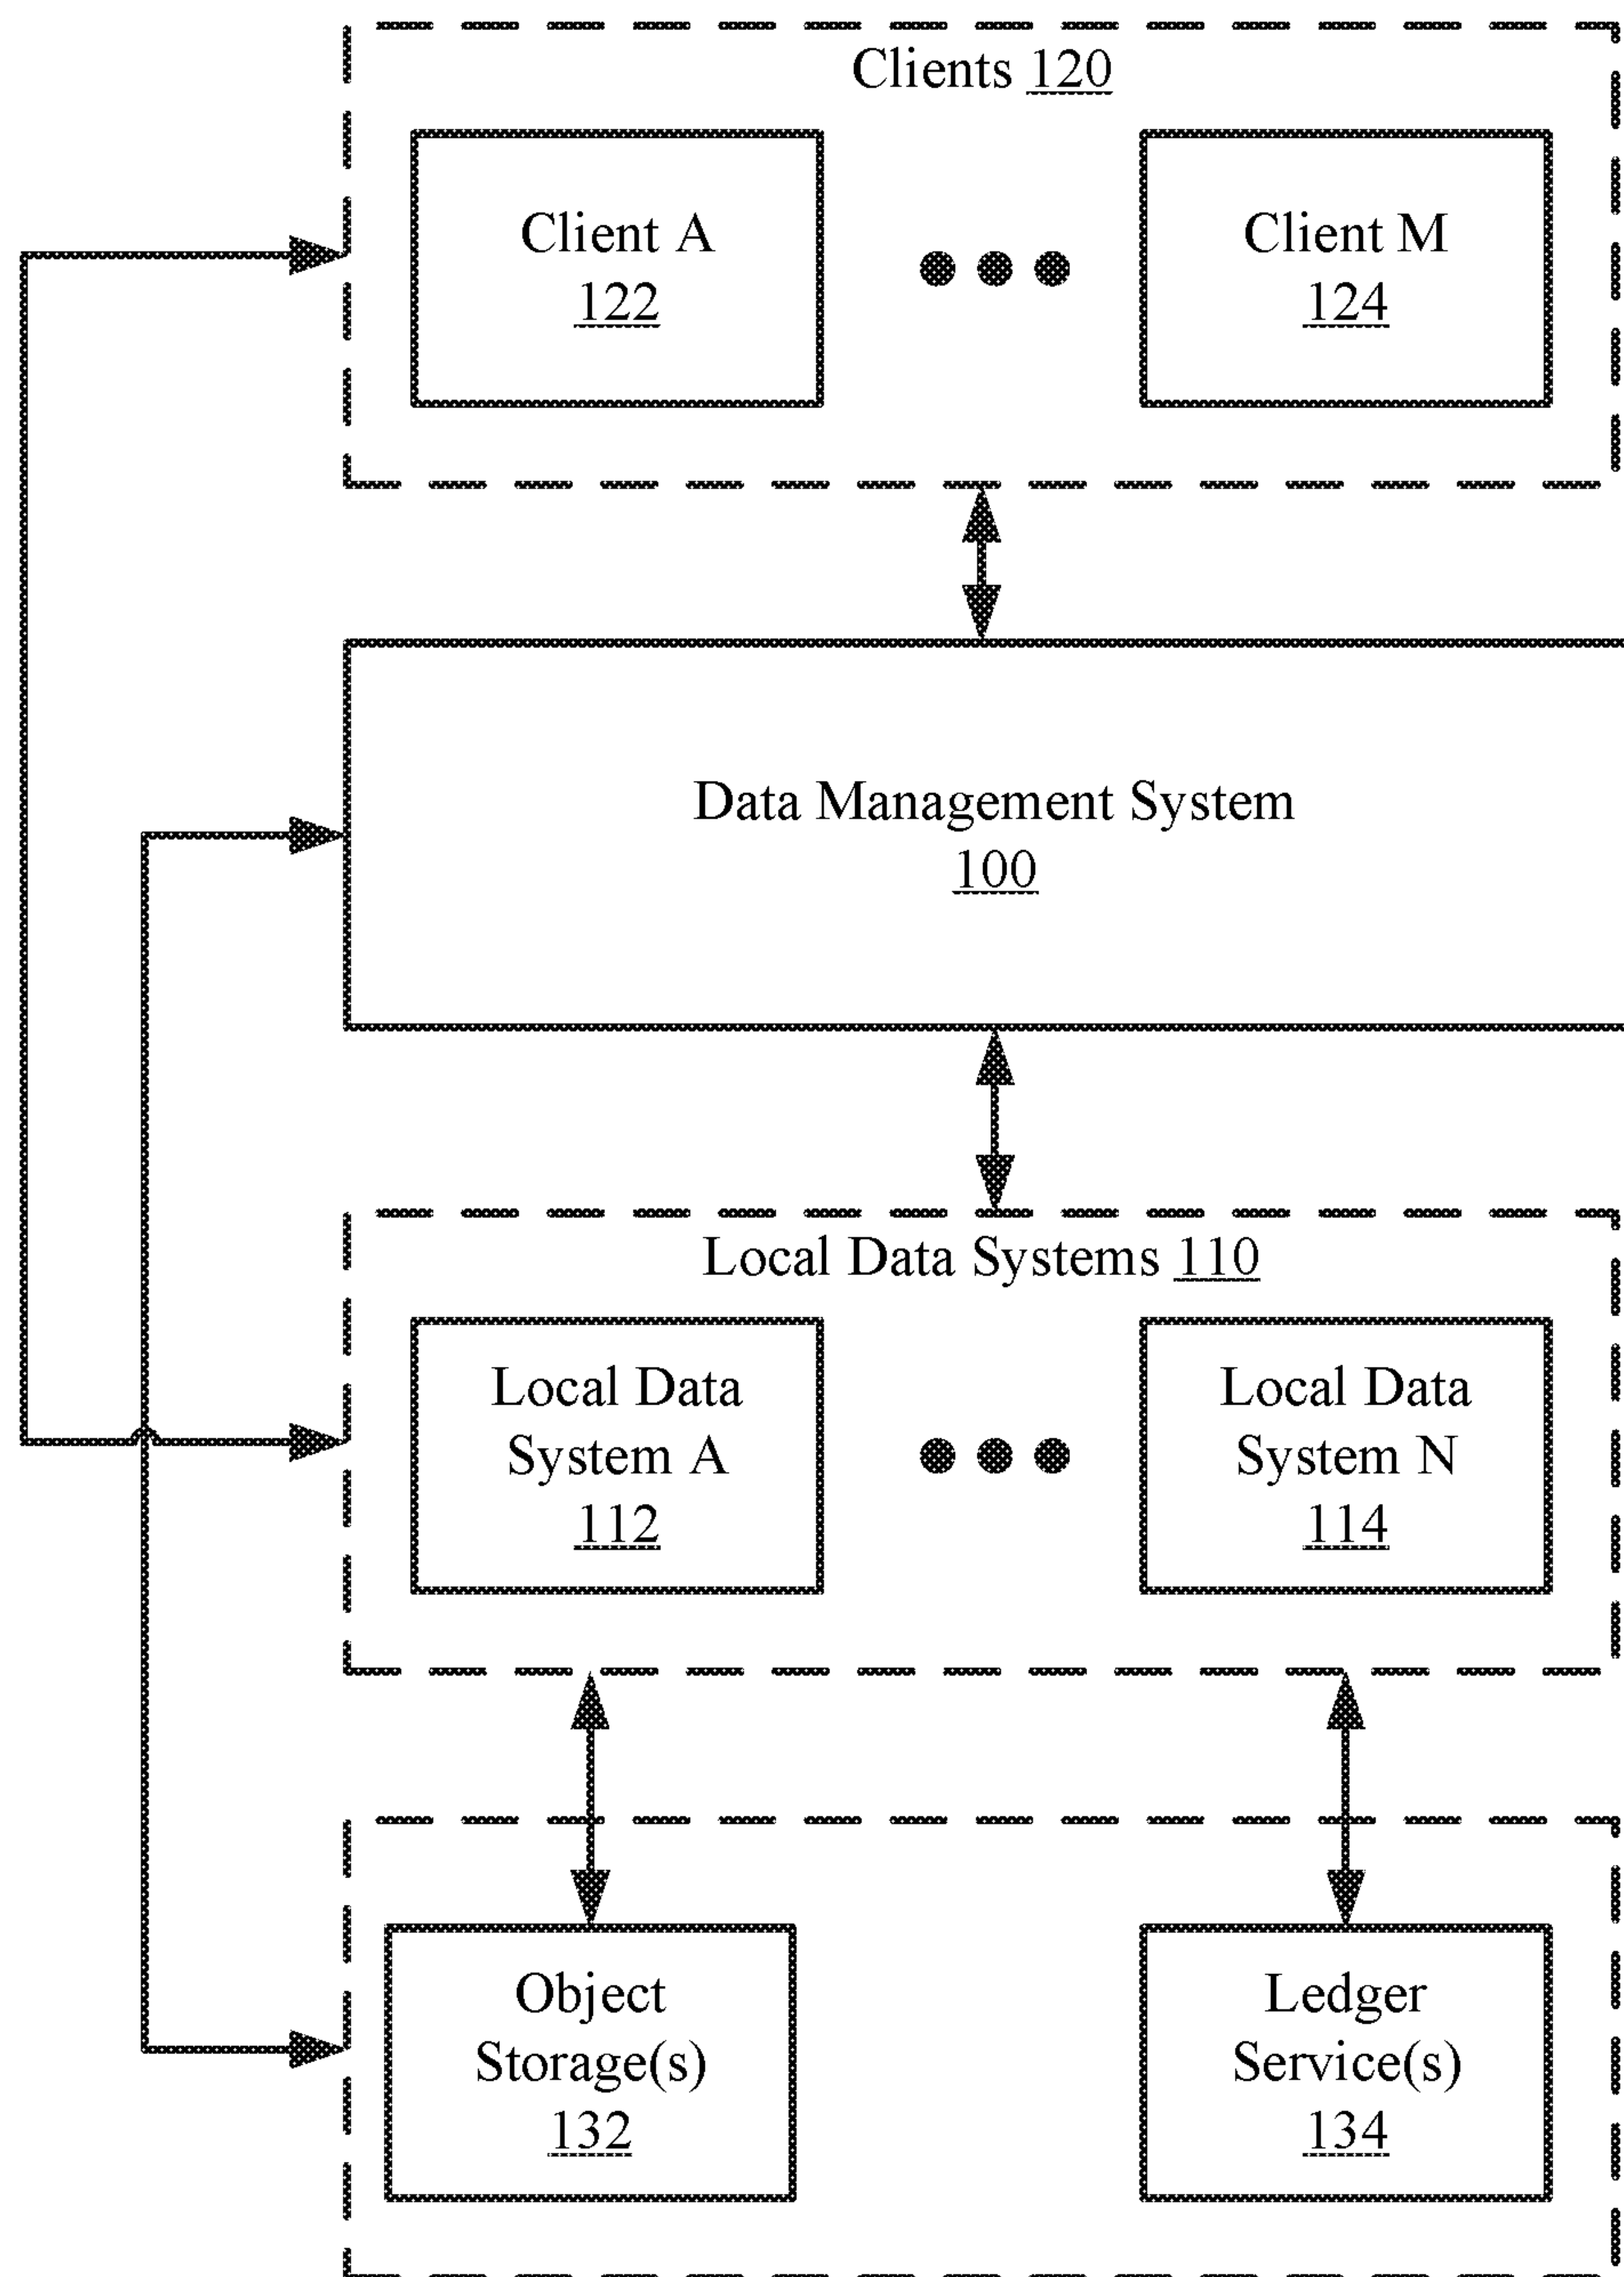 Clients 120
Client A
122
Client M
124
Data Management System
100
Local Data Systems 110
Local Data
System A
112
Local Data
System N
114
Object
Storage(s)
132
Ledger
Service(s)
134